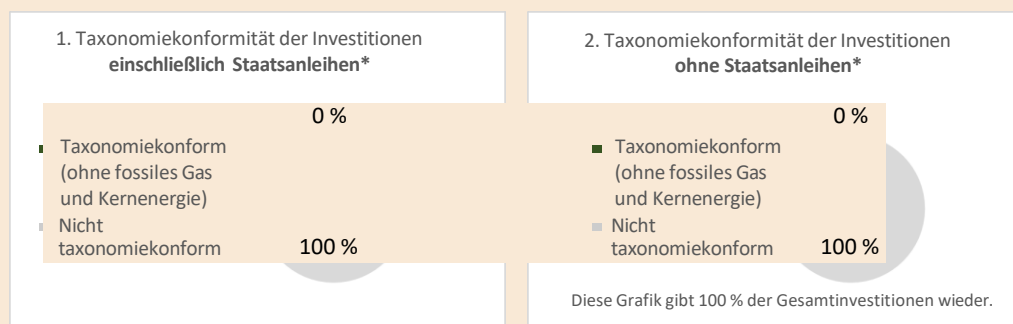 1. Taxonomiekonformität der Investitionen
einschließlich Staatsanleihen*
0 %
Taxonomiekonform
(ohne fossiles Gas
und Kernenergie)
Nicht
taxonomiekonform
100 %
2. Taxonomiekonformität der Investitionen
ohne Staatsanleihen*
0 %
Taxonomiekonform
(ohne fossiles Gas
und Kernenergie)
Nicht
taxonomiekonform
100 %
Diese Grafik gibt 100 % der Gesamtinvestitionen wieder.